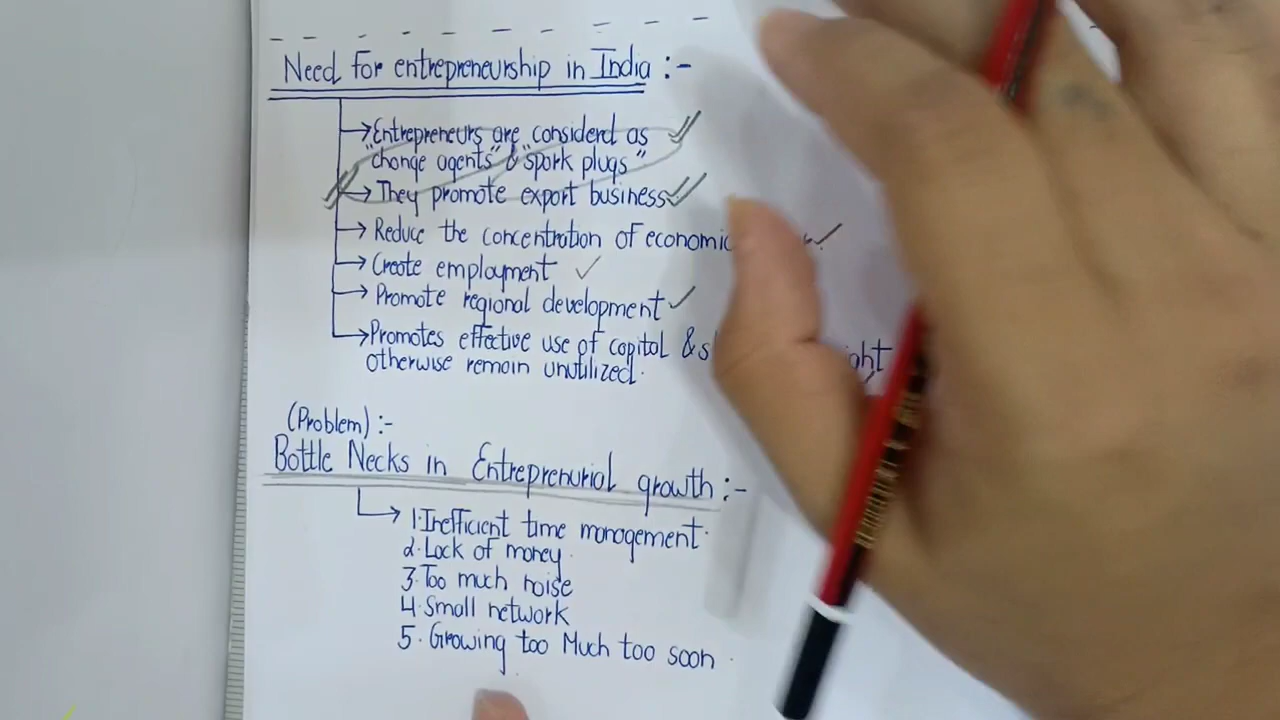 Need for entrepreneurship in India :-
→Entrepreneurs are "considerd as
"change agents" & spork plugs"
→ They promote export business
→ Reduce the concentration of economic
→ Create employment
→ Promote regional development
→Promotes effective use of capital &
otherwise remain unutilized.
(Problem) :-
Bottle Necks in Entreprenurial growth :-
→ 1. Inefficient time management.
2. Lack of money.
3. Too much noise
4. Small network
5. Growing too Much too soon.